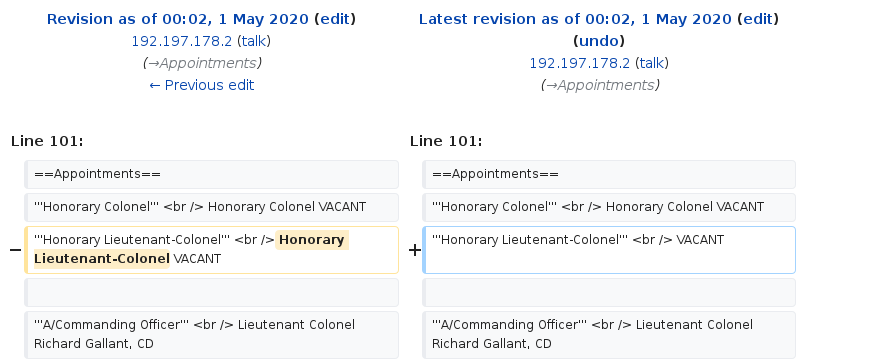 Revision as of 00:02, 1 May 2020 (edit)
192.197.178.2 (talk)
(→Appointments)
← Previous edit
Latest revision as of 00:02, 1 May 2020 (edit)
(undo)
192.197.178.2 (talk)
(→Appointments)
Line 101:
Line 101:
==Appointments==
==Appointments==
'''Honorary Colonel''' <br /> Honorary Colonel VACANT
'''Honorary Colonel''' <br /> Honorary Colonel VACANT
− '''Honorary Lieutenant-Colonel''' <br /> Honorary
Lieutenant-Colonel VACANT
+ '''Honorary Lieutenant-Colonel''' <br /> VACANT
'''A/Commanding Officer''' <br /> Lieutenant Colonel
Richard Gallant, CD
'''A/Commanding Officer''' <br /> Lieutenant Colonel
Richard Gallant, CD